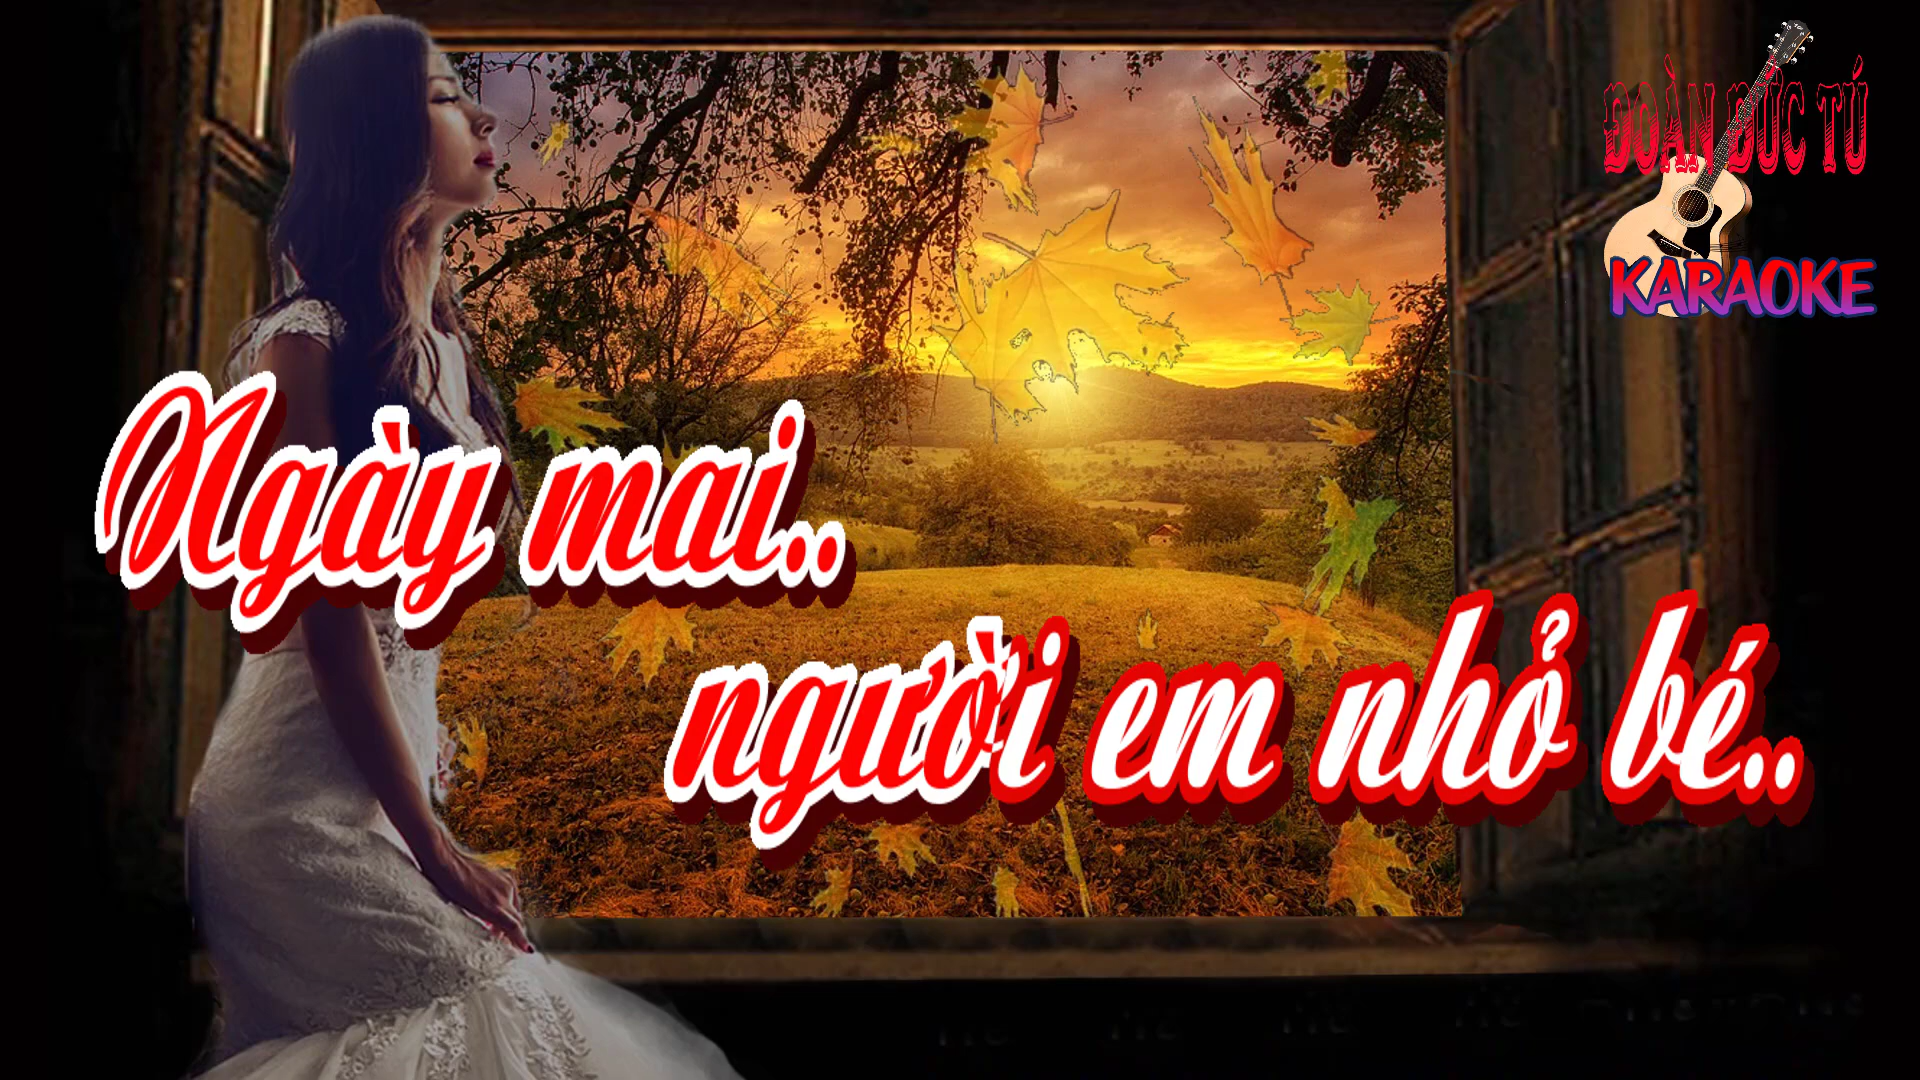 ĐOÀN ĐỨC TÚ
KARAOKE
Ngày mai..
người em nhỏ bé..